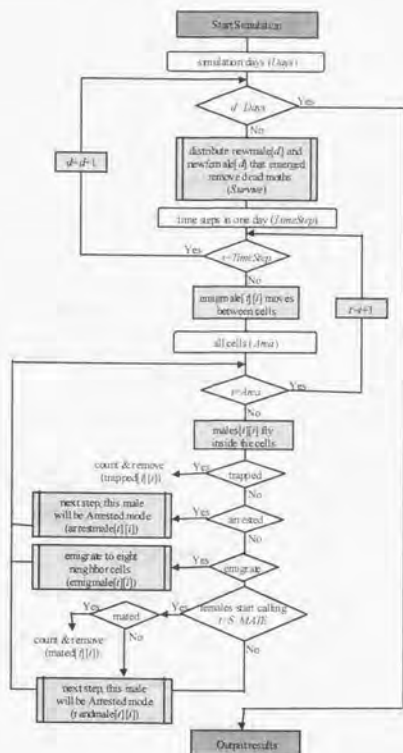 Start Simulation
simulation days (Days)
d=Days
Yes
No
d=d+1
distribute newmale[d] and
newfemale[d] that emerged
remove dead moths
(Survive)
time steps in one day (TimeStep)
Yes
t=TimeStep
No
emigmale[t][i] moves
between cells
t=t+1
all cells (Area)
i=Area
Yes
No
males[t][i] fly
inside the cells
count & remove
(trapped[t][i])
Yes
trapped
No
next step, this male
will be Arrested mode
(arrestmale[t][i])
Yes
arrested
No
emigrate to eight
neighbor cells
(emigmale[t][i])
Yes
emigrate
No
females start calling
t>S_MATE
Yes
mated
Yes
No
No
count & remove
(mated[t][i])
next step, this male
will be Arrested mode
(randmale[t][i])
Output results